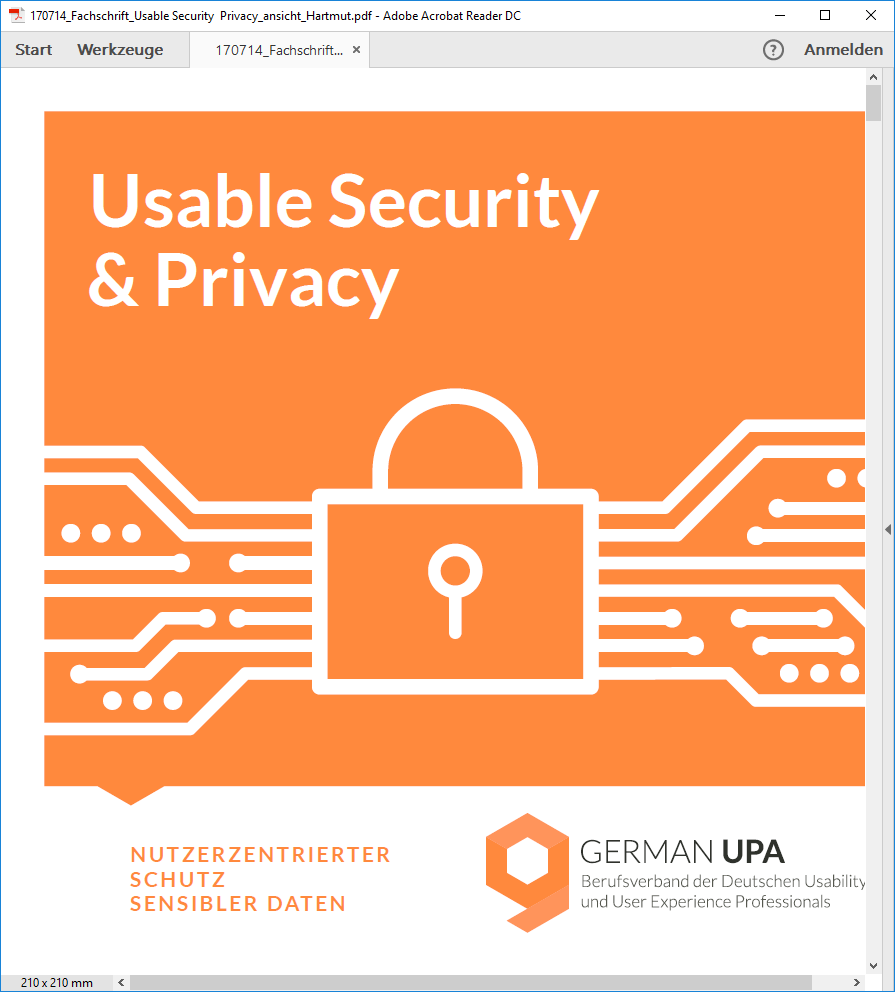 170714_Fachschrift_Usable Security  Privacy_ansicht_Hartmut.pdf - Adobe Acrobat Reader DC
Start Werkzeuge 170714_Fachschrift... × ? Anmelden
Usable Security
& Privacy
NUTZERZENTRIERTER
SCHUTZ
SENSIBLER DATEN
GERMAN UPA
Berufsverband der Deutschen Usability
und User Experience Professionals
210 x 210 mm